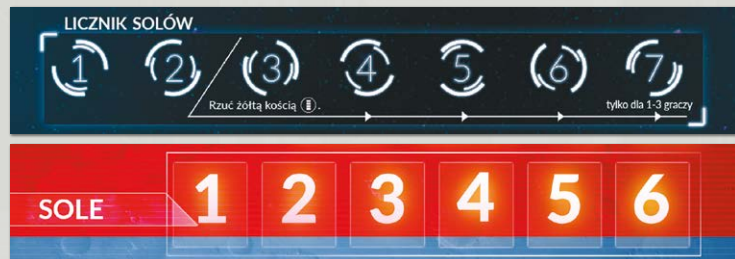 LICZNIK SOLÓW
1 2 3 4 5 6 7
Rzuć żółtą kością .
tylko dla 1-3 graczy
SOLE 1 2 3 4 5 6